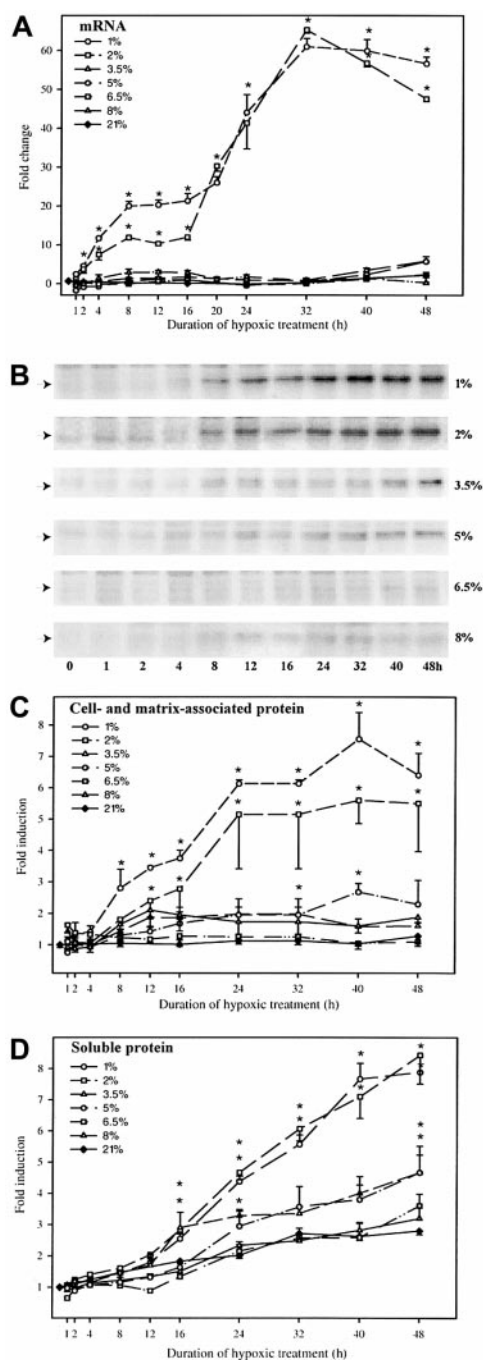 A
mRNA
1%
2%
3.5%
5%
6.5%
8%
21%
Fold change
60
50
40
30
20
10
0
1 2 4 8 12 16 20 24 32 40 48
Duration of hypoxic treatment (h)
B
1%
2%
3.5%
5%
6.5%
8%
0 1 2 4 8 12 16 24 32 40 48h
C
Cell- and matrix-associated protein
1%
2%
3.5%
5%
6.5%
8%
21%
Fold induction
8
7
6
5
4
3
2
1
1 2 4 8 12 16 24 32 40 48
Duration of hypoxic treatment (h)
D
Soluble protein
1%
2%
3.5%
5%
6.5%
8%
21%
Fold induction
8
7
6
5
4
3
2
1
1 2 4 8 12 16 24 32 40 48
Duration of hypoxic treatment (h)